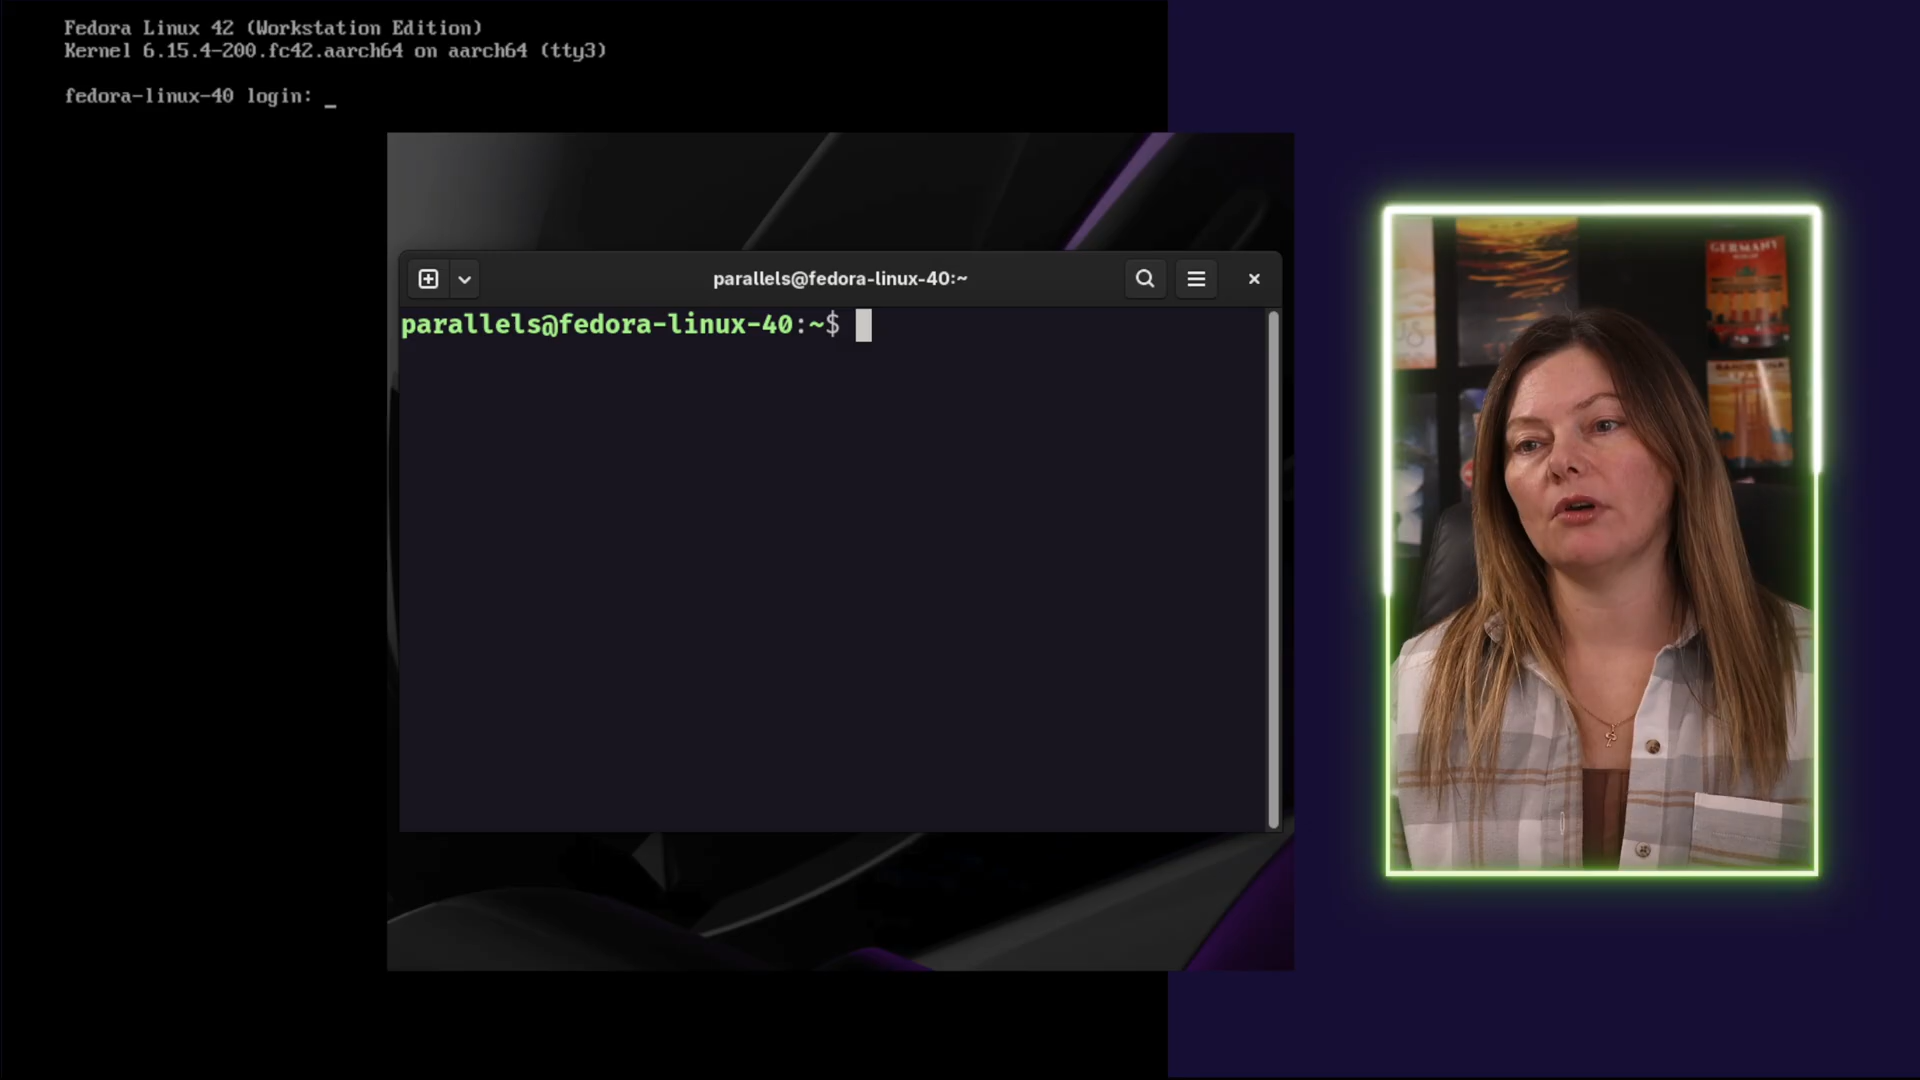 Fedora Linux 42 (Workstation Edition)
Kernel 6.15.4-200.fc42.aarch64 on aarch64 (tty3)
fedora-linux-40 login: _
parallels@fedora-linux-40:~
parallels@fedora-linux-40:~$
GERMANY